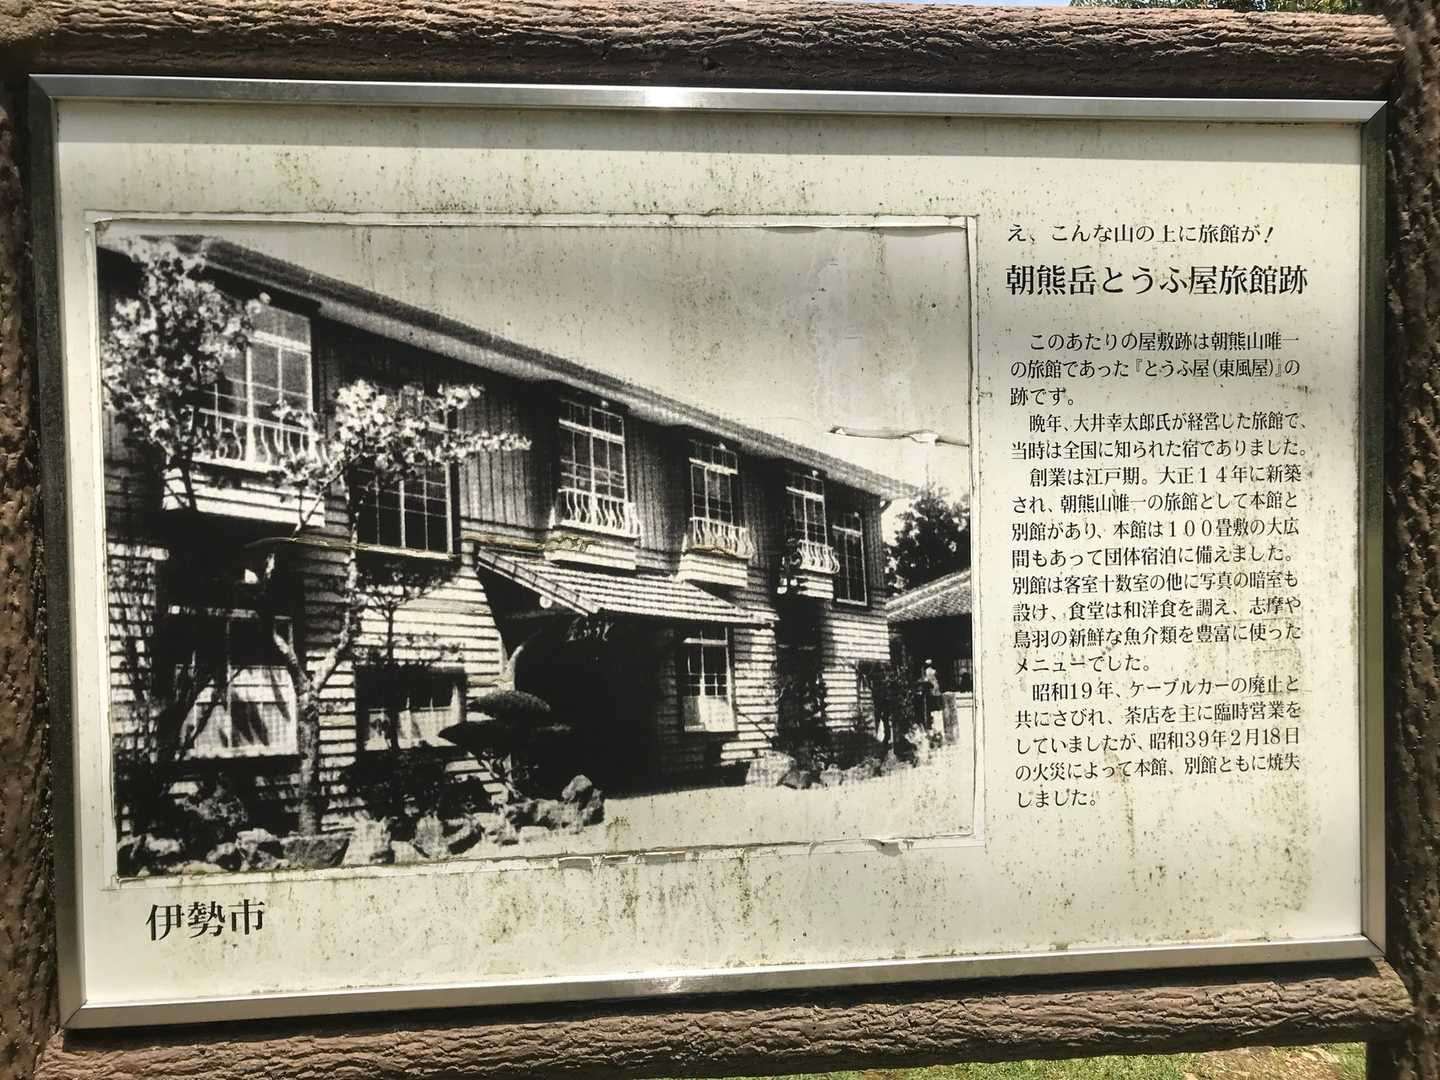 え、こんな山の上に旅館が！
朝熊岳とうふ屋旅館跡
このあたりの屋敷跡は朝熊山唯一
の旅館であった『とうふ屋（東風屋）』の
跡です。
晩年、大井幸太郎氏が経営した旅館で、
当時は全国に知られた宿でありました。
創業は江戸期。大正１４年に新築
され、朝熊山唯一の旅館として本館と
別館があり、本館は１００畳敷の大広
間もあって団体宿泊に備えました。
別館は客室十数室の他に写真の暗室も
設け、食堂は和洋食を調え、志摩や
鳥羽の新鮮な魚介類を豊富に使った
メニューでした。
昭和19年、ケーブルカーの廃止と
共にさびれ、茶店を主に臨時営業を
していましたが、昭和39年2月18日
の火災によって本館、別館ともに焼失
しました。
伊勢市